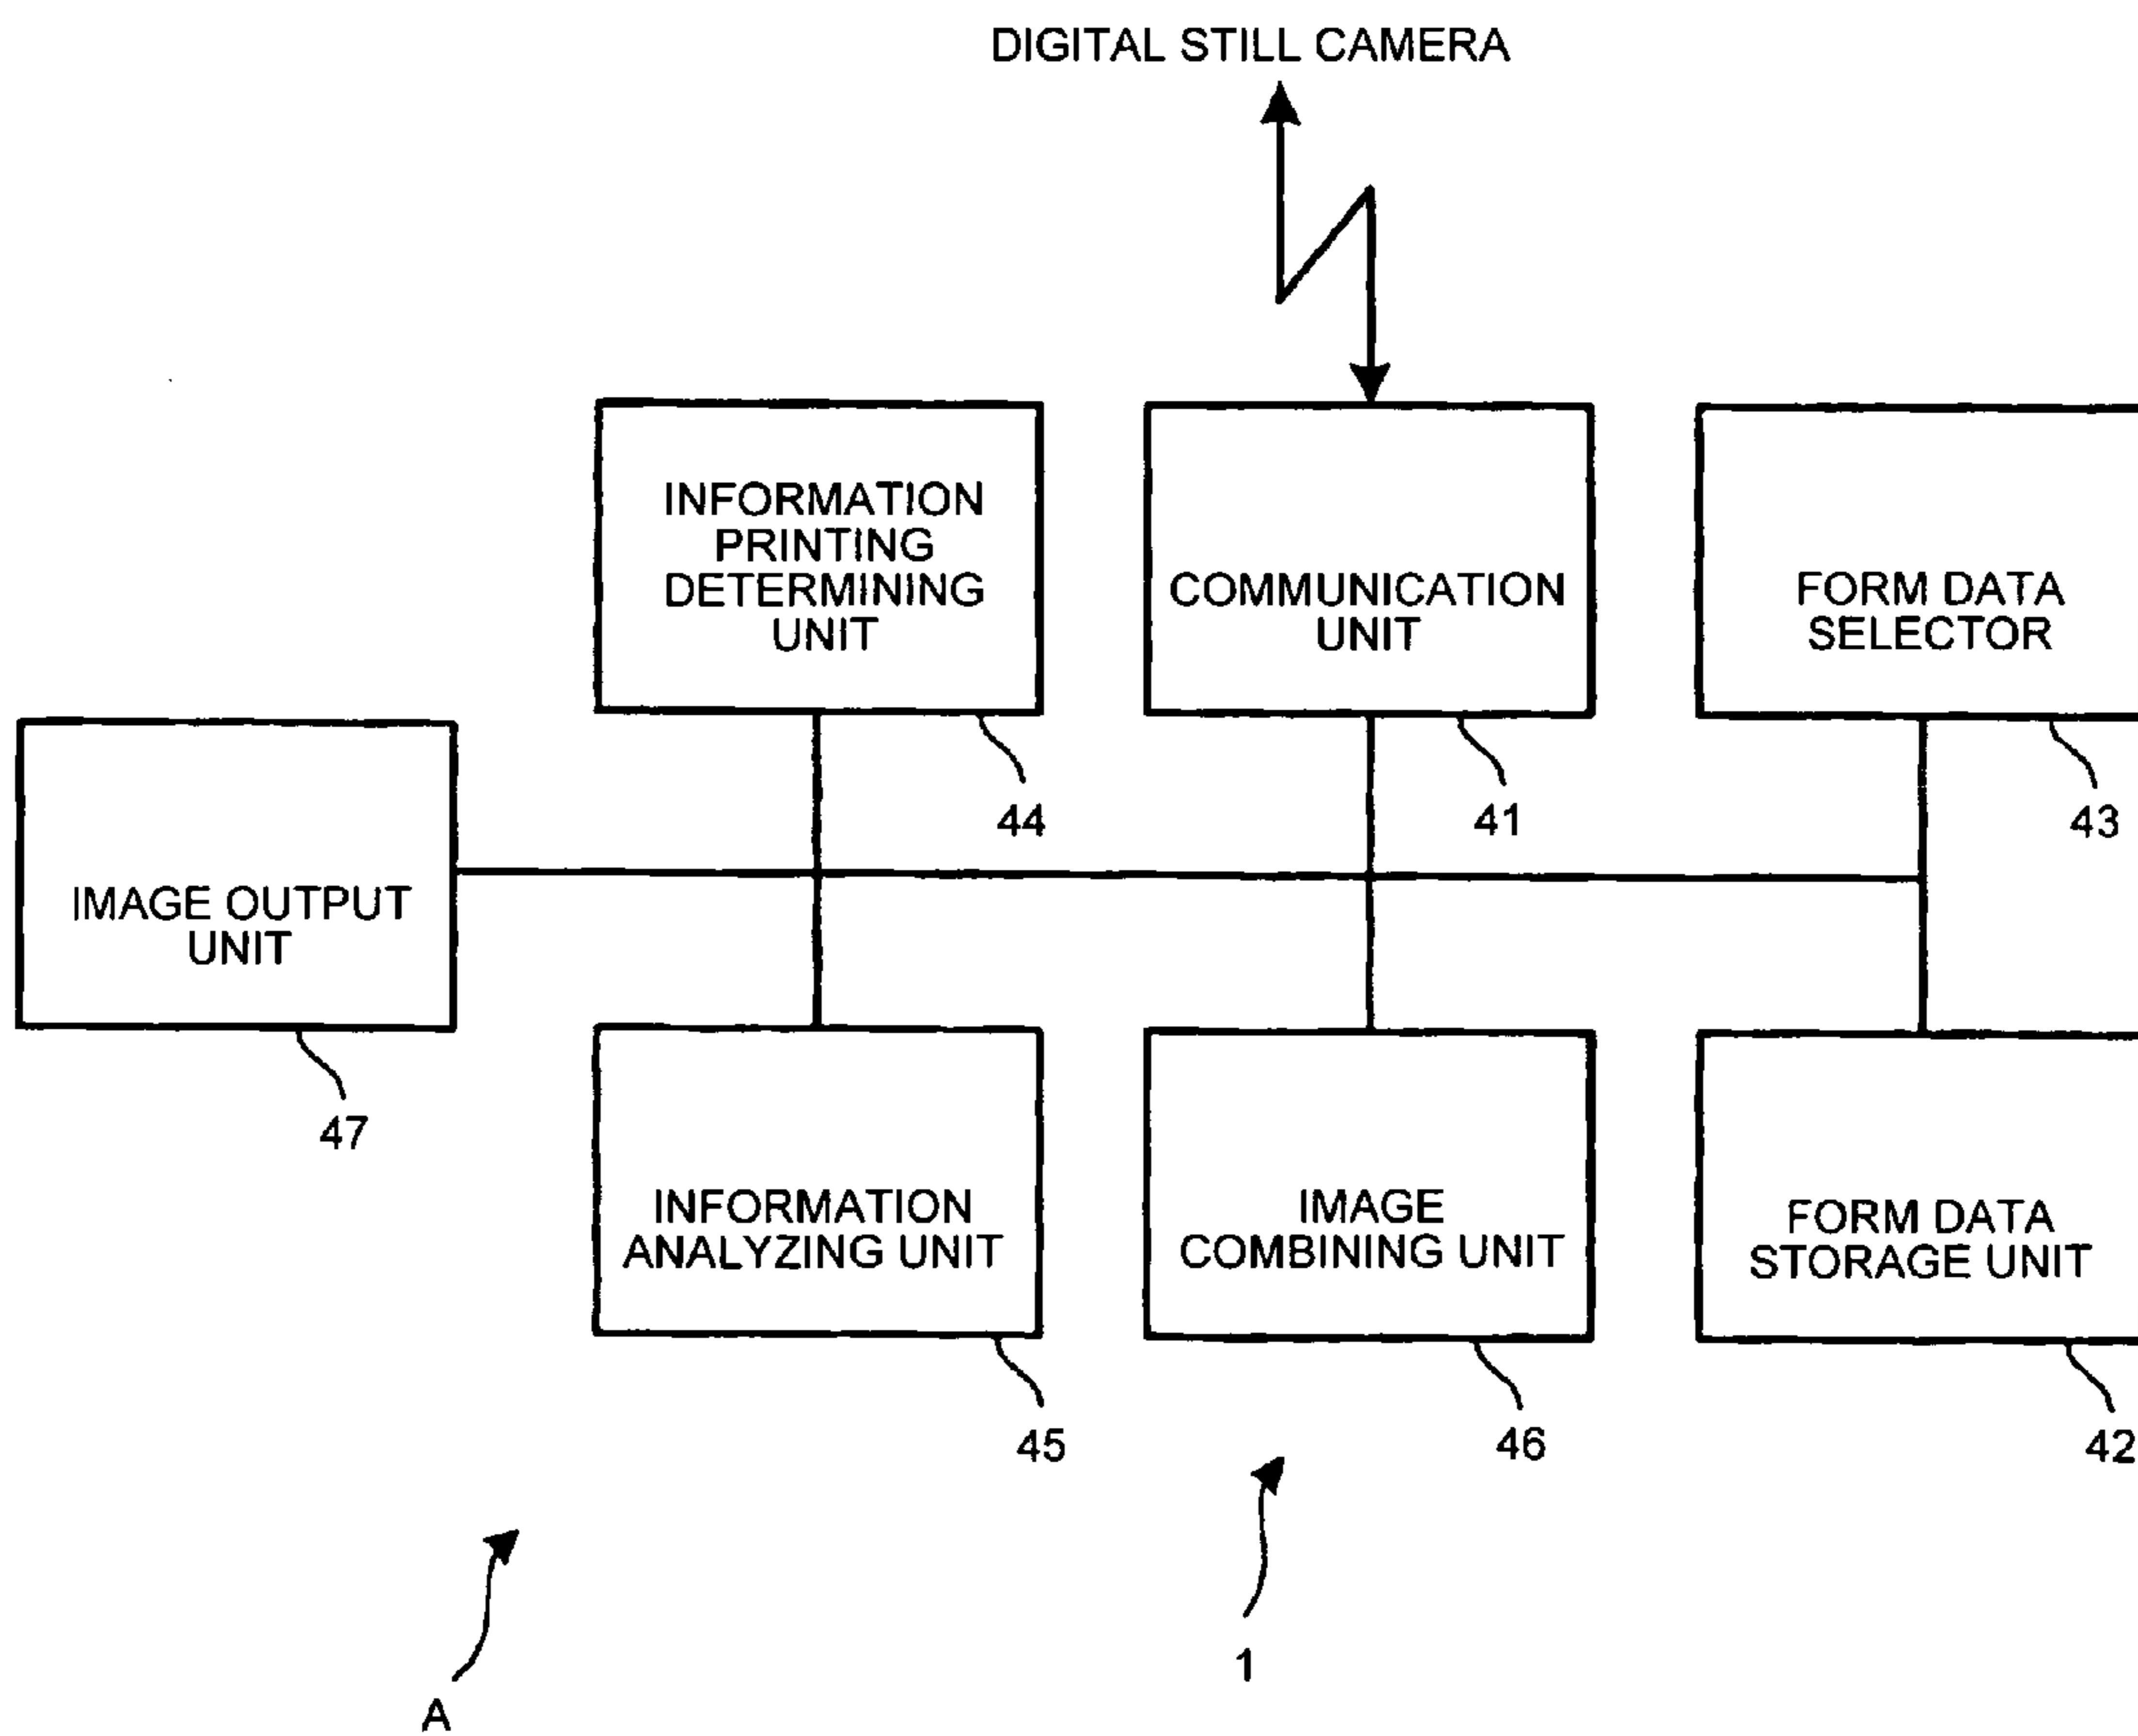 DIGITAL STILL CAMERA
INFORMATION
PRINTING
DETERMINING
UNIT
44
COMMUNICATION
UNIT
41
FORM DATA
SELECTOR
43
IMAGE OUTPUT
UNIT
47
INFORMATION
ANALYZING UNIT
45
IMAGE
COMBINING UNIT
46
FORM DATA
STORAGE UNIT
42
A
1